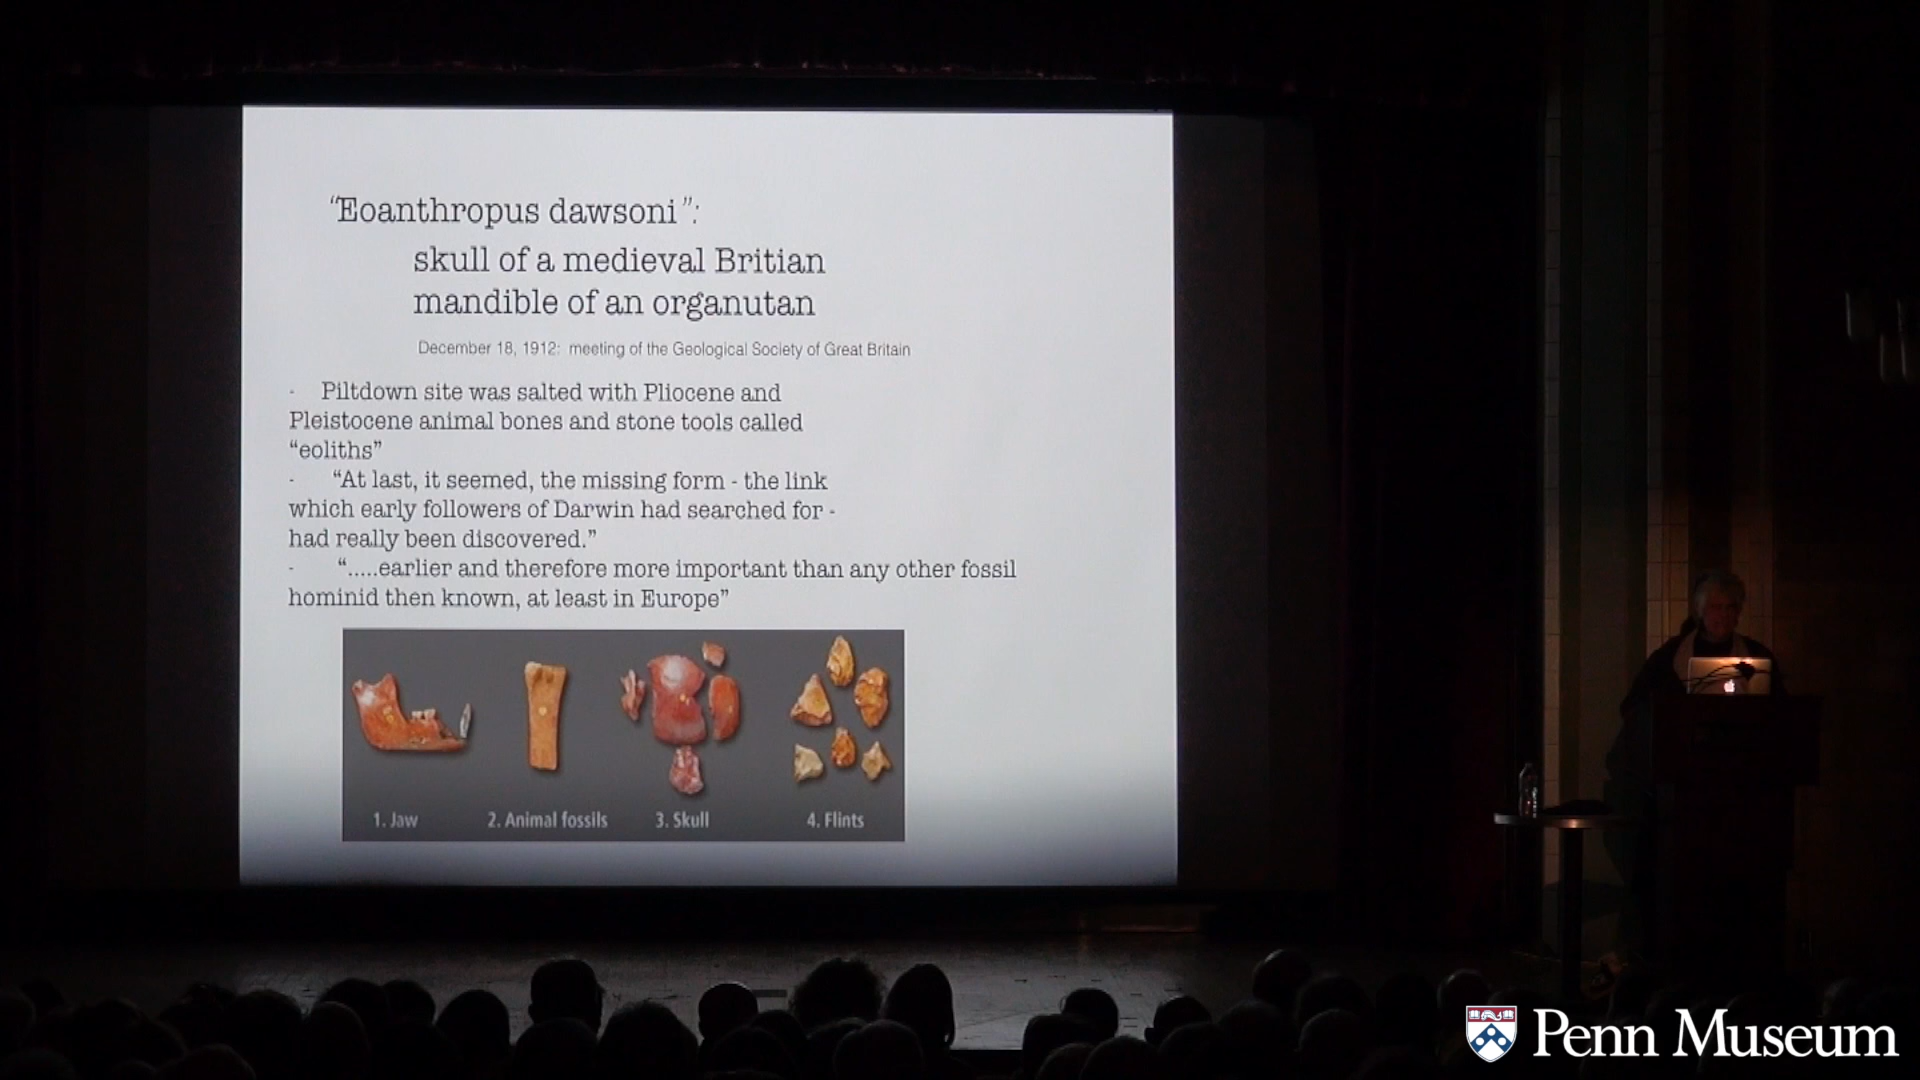 “Eoanthropus dawsoni”:
skull of a medieval Britian
mandible of an organutan
December 18, 1912: meeting of the Geological Society of Great Britain
- Piltdown site was salted with Pliocene and
Pleistocene animal bones and stone tools called
“eoliths”
- “At last, it seemed, the missing form - the link
which early followers of Darwin had searched for -
had really been discovered.”
- “.....earlier and therefore more important than any other fossil
hominid then known, at least in Europe”
1. Jaw 2. Animal fossils 3. Skull 4. Flints
Penn Museum